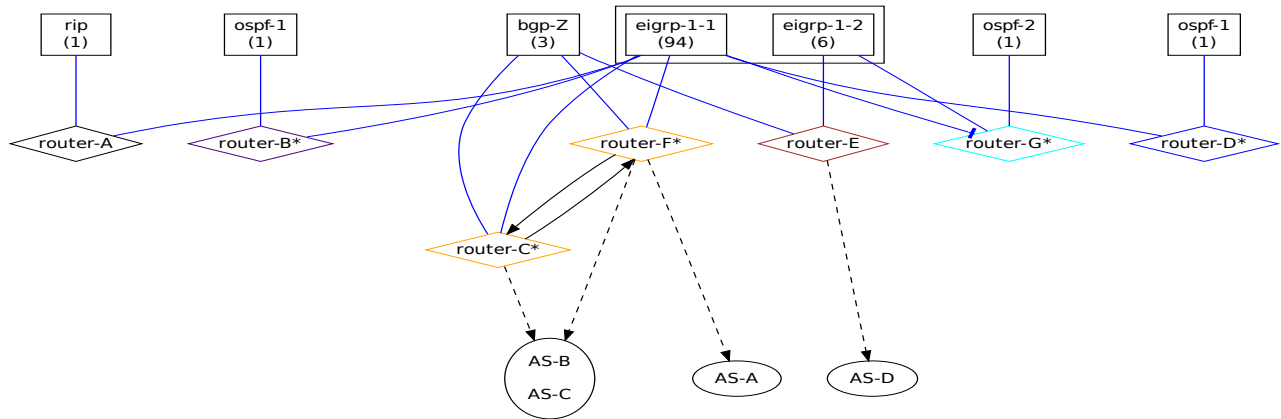 rip
(1)
ospf-1
(1)
bgp-Z
(3)
eigrp-1-1
(94)
eigrp-1-2
(6)
ospf-2
(1)
ospf-1
(1)
router-A
router-B*
router-F*
router-E
router-G*
router-D*
router-C*
AS-B
AS-C
AS-A
AS-D